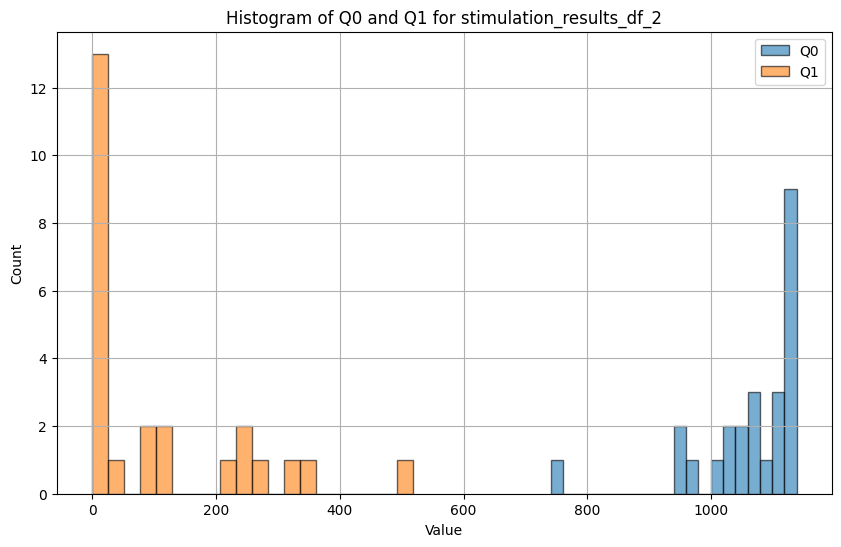 Histogram of Q0 and Q1 for stimulation_results_df_2
Q0
Q1
12
10
8
6
4
2
0
Count
0 200 400 600 800 1000
Value